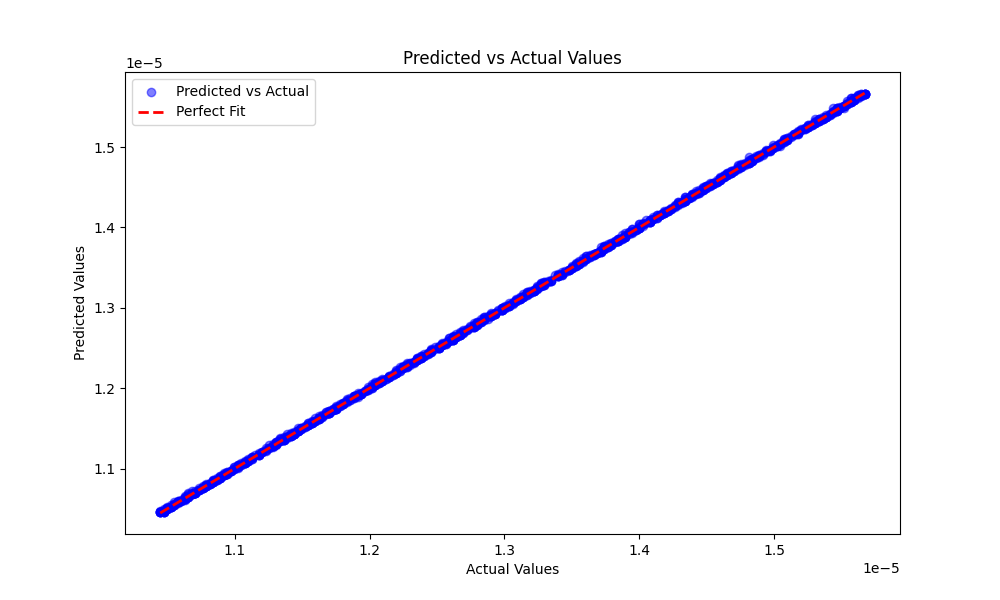 Predicted vs Actual Values
1e−5
Predicted vs Actual
Perfect Fit
1.5
1.4
1.3
1.2
1.1
Predicted Values
1.1 1.2 1.3 1.4 1.5
Actual Values
1e−5